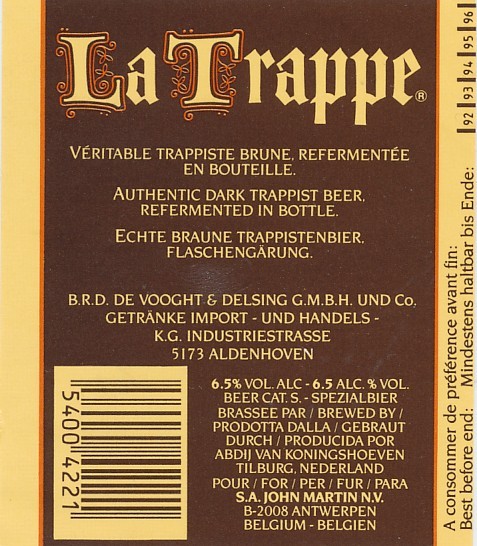 La Trappe®
VÉRITABLE TRAPPISTE BRUNE, REFERMENTÉE
EN BOUTEILLE.
AUTHENTIC DARK TRAPPIST BEER,
REFERMENTED IN BOTTLE.
ECHTE BRAUNE TRAPPISTENBIER,
FLASCHENGÄRUNG.
B.R.D. DE VOOGHT & DELSING G.M.B.H. UND Co,
GETRÄNKE IMPORT - UND HANDELS -
K.G. INDUSTRIESTRASSE
5173 ALDENHOVEN
5400 4221
6.5% VOL. ALC - 6.5 ALC. % VOL.
BEER CAT. S. - SPEZIALBIER
BRASSEE PAR / BREWED BY /
PRODOTTA DALLA / GEBRAUT
DURCH / PRODUCIDA POR
ABDIJ VAN KONINGSHOEVEN
TILBURG, NEDERLAND
POUR / FOR / PER / FUR / PARA
S.A. JOHN MARTIN N.V.
B-2008 ANTWERPEN
BELGIUM - BELGIEN
A consommer de préférence avant fin:
Best before end: Mindestens haltbar bis Ende:
92 93 94 95 96